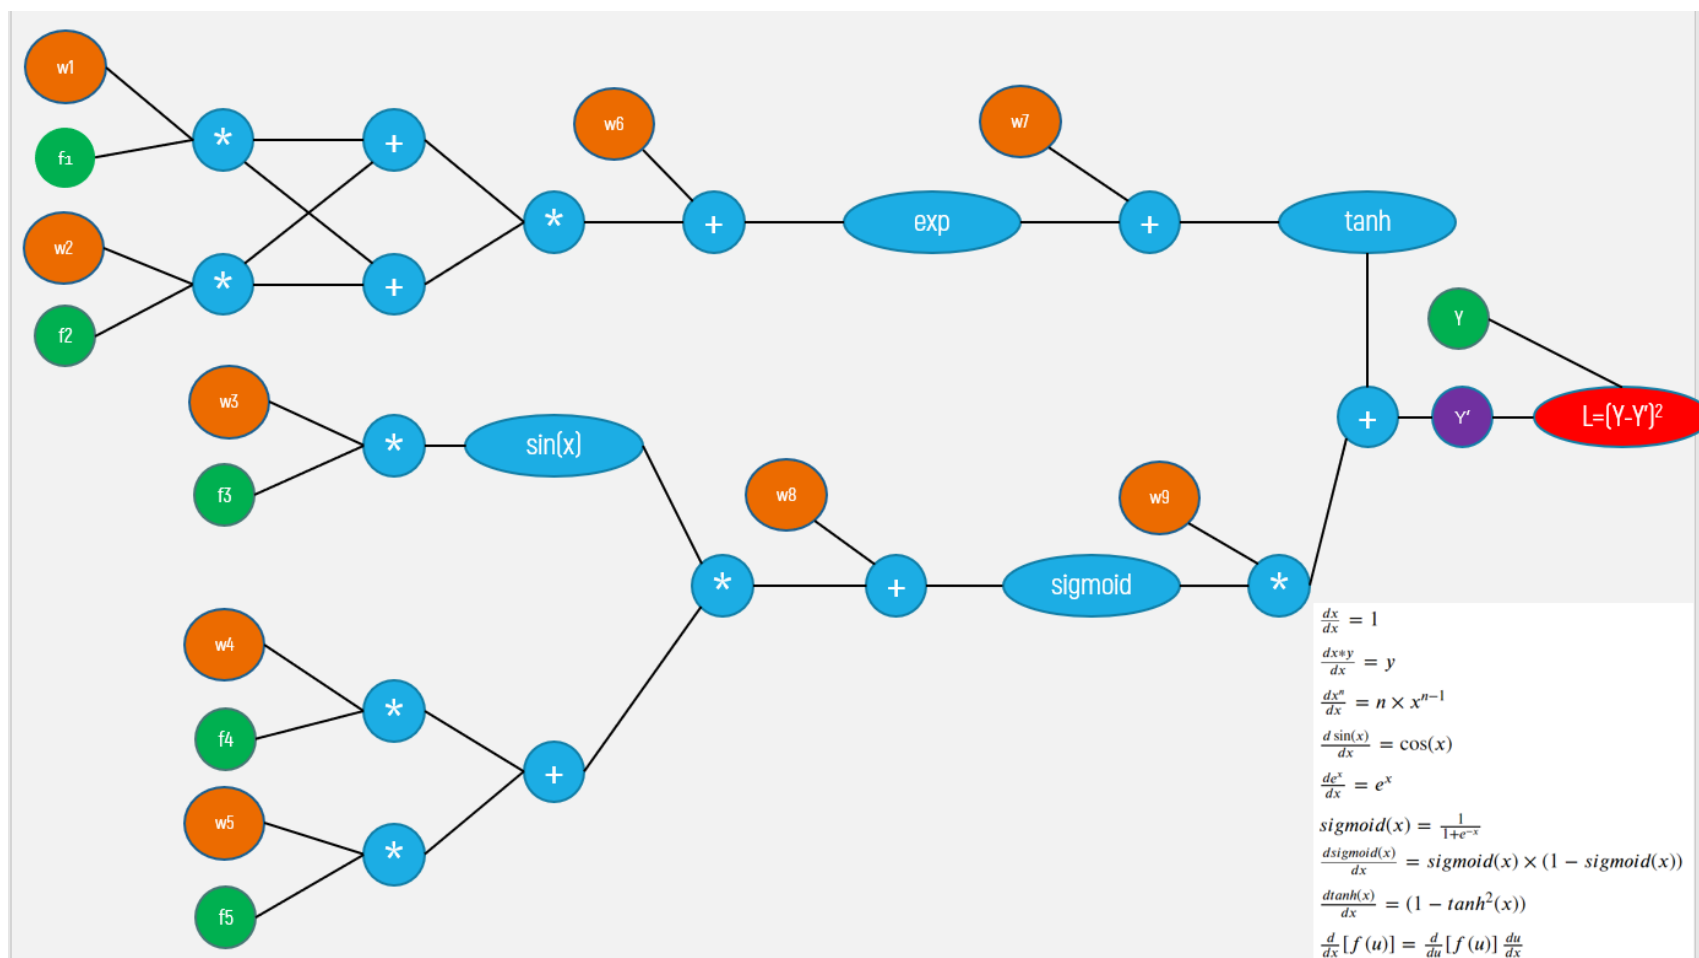 w1
f1
w2
f2
*
*
+
+
*
w6
+
exp
w7
+
tanh
Y
w3
f3
*
sin(x)
+
Y'
L=(Y-Y')²
w8
w9
*
+
sigmoid
*
w4
f4
*
w5
f5
*
+
dx/dx = 1
dx*y/dx = y
dxⁿ/dx = n × xⁿ⁻¹
d sin(x)/dx = cos(x)
deˣ/dx = eˣ
sigmoid(x) = 1/1+e⁻ˣ
dsigmoid(x)/dx = sigmoid(x) × (1 − sigmoid(x))
dtanh(x)/dx = (1 − tanh²(x))
d/dx [f(u)] = d/du [f(u)] du/dx